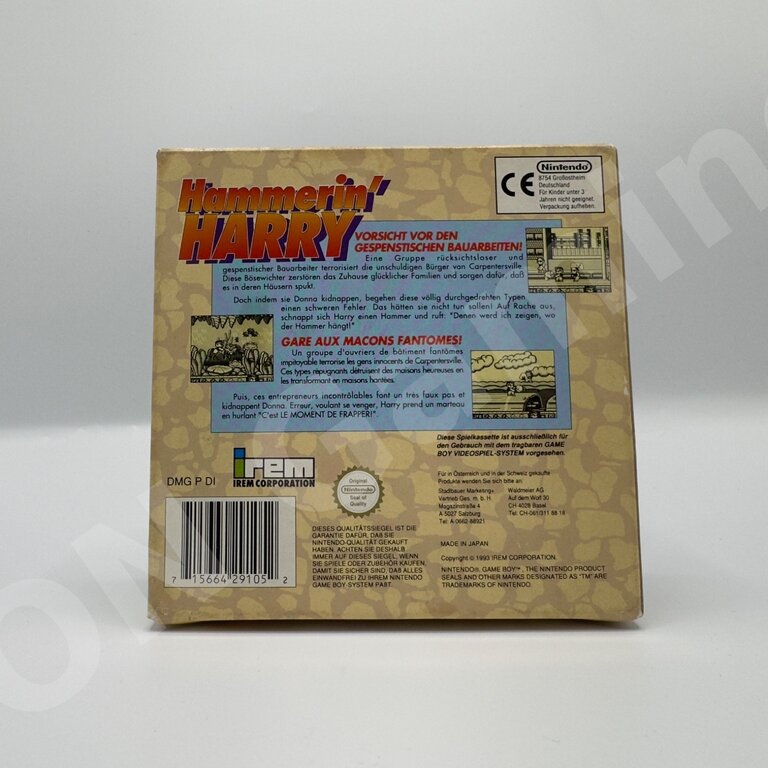 Hammerin'
HARRY
CE
Nintendo
8754 Großostheim
Deutschland
Für Kinder unter 3
Jahren nicht geeignet.
Verpackung aufheben.
VORSICHT VOR DEN
GESPENSTISCHEN BAUARBEITEN!
Eine Gruppe rücksichtsloser und
gespenstischer Bauarbeiter terrorisiert die unschuldigen Bürger von Carpentersville.
Diese Bösewichter zerstören das Zuhause glücklicher Familien und sorgen dafür, daß
es in deren Häusern spukt.
Doch indem sie Donna kidnappen, begehen diese völlig durchgedrehten Typen
einen schweren Fehler. Das hätten sie nicht tun sollen! Auf Rache aus,
schnappt sich Harry einen Hammer und ruft: "Denen werd ich zeigen, wo
der Hammer hängt!"
GARE AUX MACONS FANTOMES!
Un groupe d'ouvriers de bâtiment fantômes
impitoyable terrorise les gens innocents de Carpentersville.
Ces types répugnants détruisent des maisons heureuses en
les transformant en maisons hantées.
Puis, ces entrepreneurs incontrôlables font un très faux pas et
kidnappent Donna. Erreur, voulant se venger, Harry prend un marteau
en hurlant "C'est LE MOMENT DE FRAPPER!".
Diese Spielkassette ist ausschließlich für
den Gebrauch mit dem tragbaren GAME
BOY VIDEOSPIEL-SYSTEM vorgesehen.
irem
IREM CORPORATION
Original
Nintendo
Seal of
Quality
Für in Österreich und in der Schweiz gekaufte
Produkte wenden Sie sich bitte an:
Stadlbauer Marketing+ Waldmeier AG
Vertrieb Ges. m. b. H Auf dem Wolf 30
Magazinstraße 4 CH 4028 Basel
A 5027 Salzburg Tel: CH-061/311 88 18
Tel: A 0662-88921
DMG P DI
7 15664 29105 2
DIESES QUALITÄTSSIEGEL IST DIE
GARANTIE DAFÜR, DAß SIE
NINTENDO-QUALITÄT GEKAUFT
HABEN. ACHTEN SIE DESHALB
IMMER AUF DIESES SIEGEL, WENN
SIE SPIELE ODER ZUBEHÖR KAUFEN,
DAMIT SIE SICHER SIND, DAß ALLES
EINWANDFREI ZU IHREM NINTENDO
GAME BOY-SYSTEM PAßT.
MADE IN JAPAN
Copyright © 1993 IREM CORPORATION.
NINTENDO®, GAME BOY™, THE NINTENDO PRODUCT
SEALS AND OTHER MARKS DESIGNATED AS "TM" ARE
TRADEMARKS OF NINTENDO.